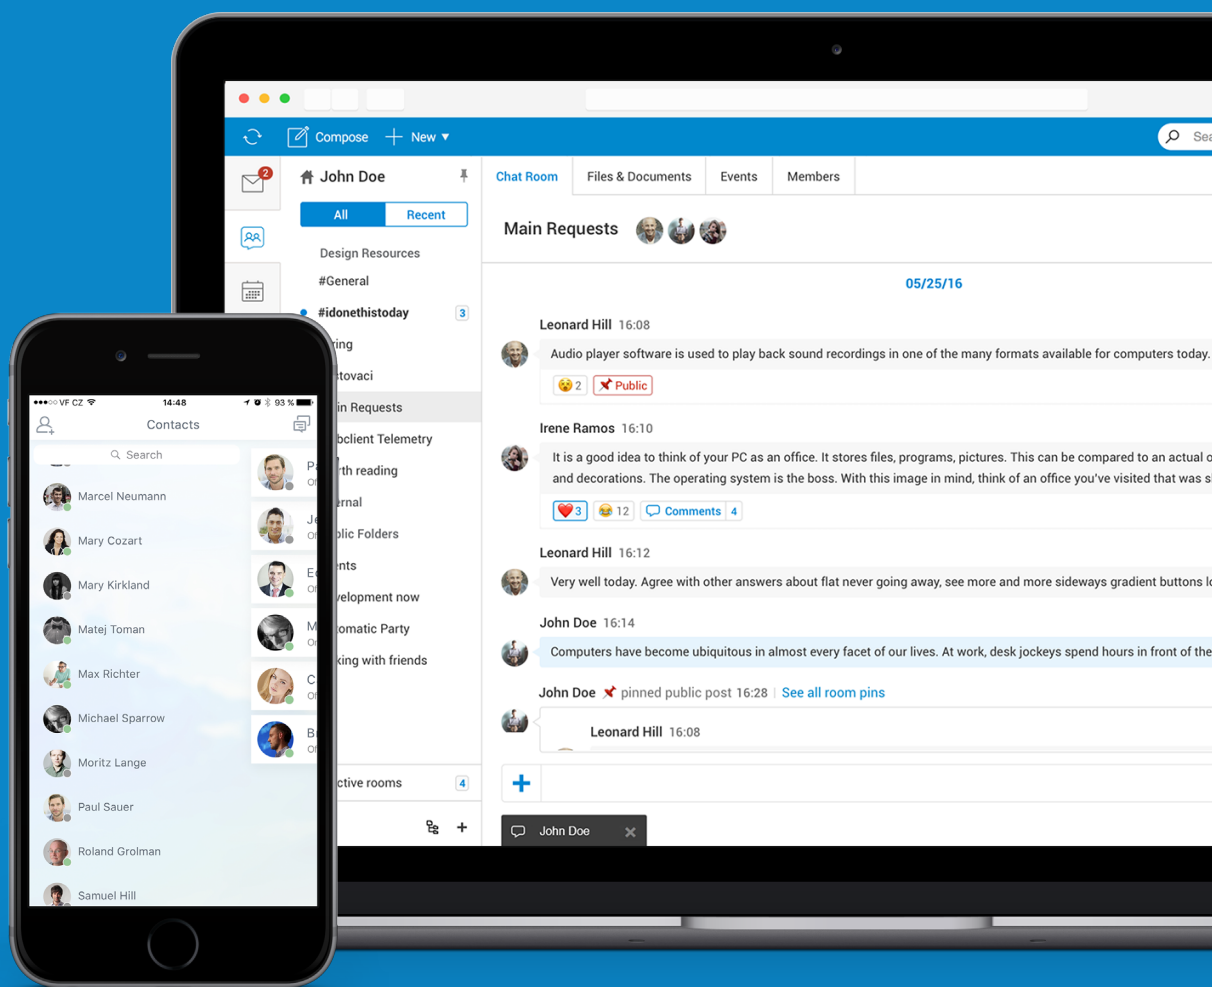 Compose
New ▼
Sea
2
John Doe
Chat Room
Files & Documents
Events
Members
All
Recent
Main Requests
Design Resources
#General
05/25/16
#idonethistoday
3
Leonard Hill 16:08
Audio player software is used to play back sound recordings in one of the many formats available for computers today.
2
Public
in Requests
Irene Ramos 16:10
bclient Telemetry
It is a good idea to think of your PC as an office. It stores files, programs, pictures. This can be compared to an actual o
rth reading
and decorations. The operating system is the boss. With this image in mind, think of an office you've visited that was s
3
12
Comments 4
lic Folders
Leonard Hill 16:12
nts
Very well today. Agree with other answers about flat never going away, see more and more sideways gradient buttons lo
velopment now
John Doe 16:14
tomatic Party
Computers have become ubiquitous in almost every facet of our lives. At work, desk jockeys spend hours in front of the
king with friends
John Doe pinned public post 16:28 | See all room pins
Leonard Hill 16:08
ctive rooms
4
John Doe
VF CZ
14:48
93 %
Contacts
Search
Marcel Neumann
Mary Cozart
Mary Kirkland
Matej Toman
Max Richter
Michael Sparrow
Moritz Lange
Paul Sauer
Roland Grolman
Samuel Hill